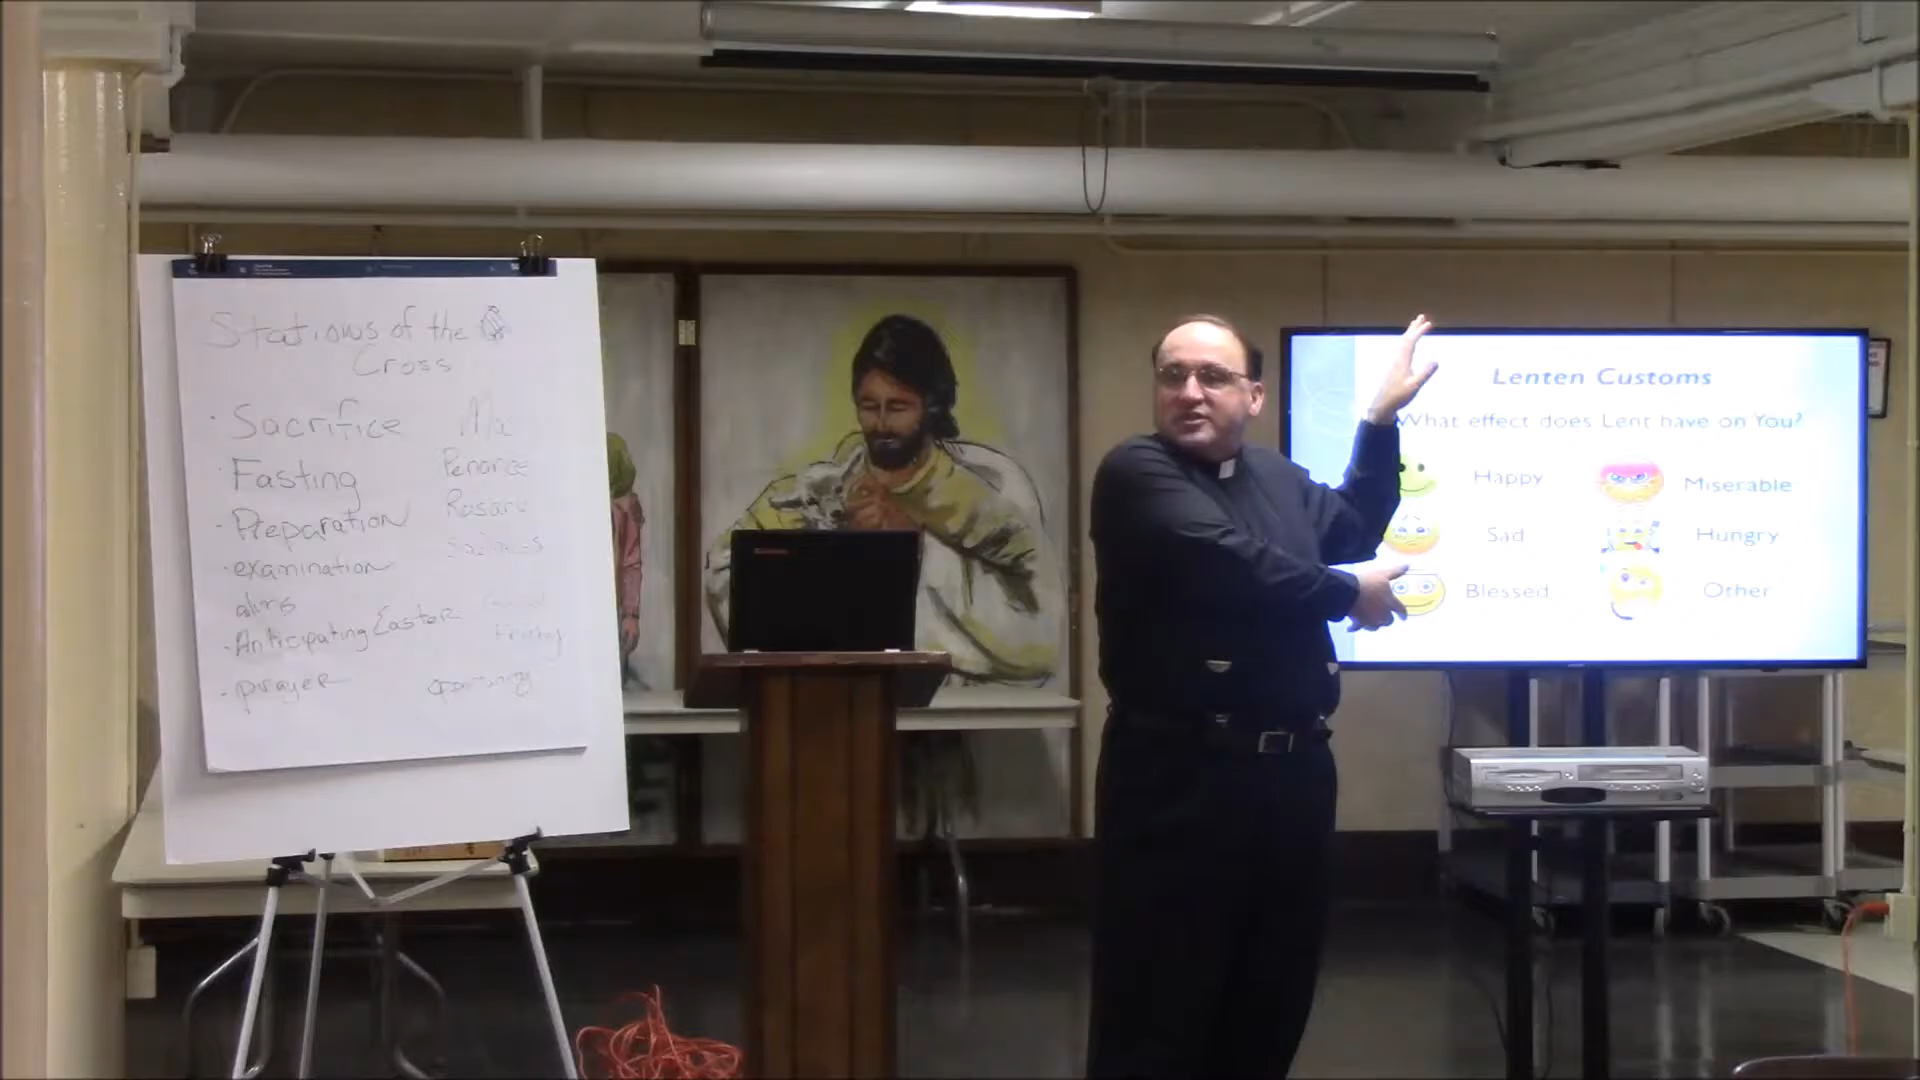 Stations of the
Cross
· Sacrifice
· Fasting
· Preparation
· examination
alms
· Anticipating Easter
· prayer
Penance
Lenten Customs
What effect does Lent have on You?
Happy
Miserable
Sad
Hungry
Blessed
Other